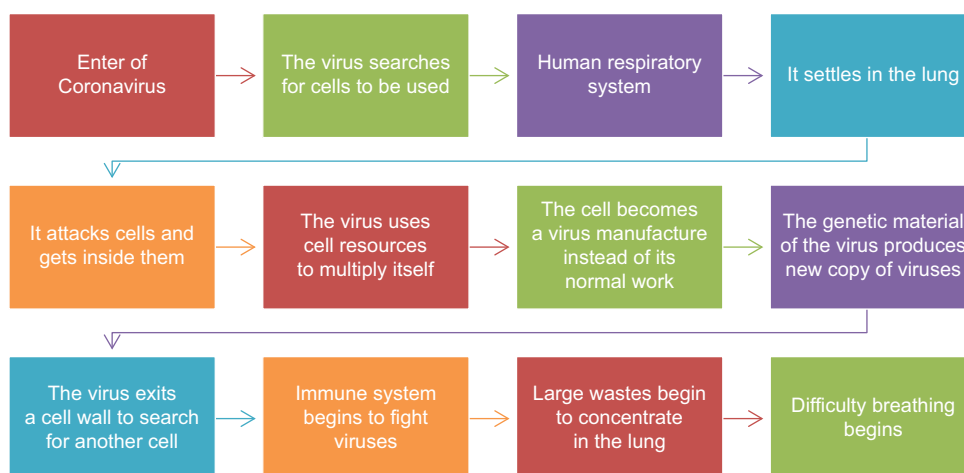 Enter of
Coronavirus
The virus searches
for cells to be used
Human respiratory
system
It settles in the lung
It attacks cells and
gets inside them
The virus uses
cell resources
to multiply itself
The cell becomes
a virus manufacture
instead of its
normal work
The genetic material
of the virus produces
new copy of viruses
The virus exits
a cell wall to search
for another cell
Immune system
begins to fight
viruses
Large wastes begin
to concentrate
in the lung
Difficulty breathing
begins